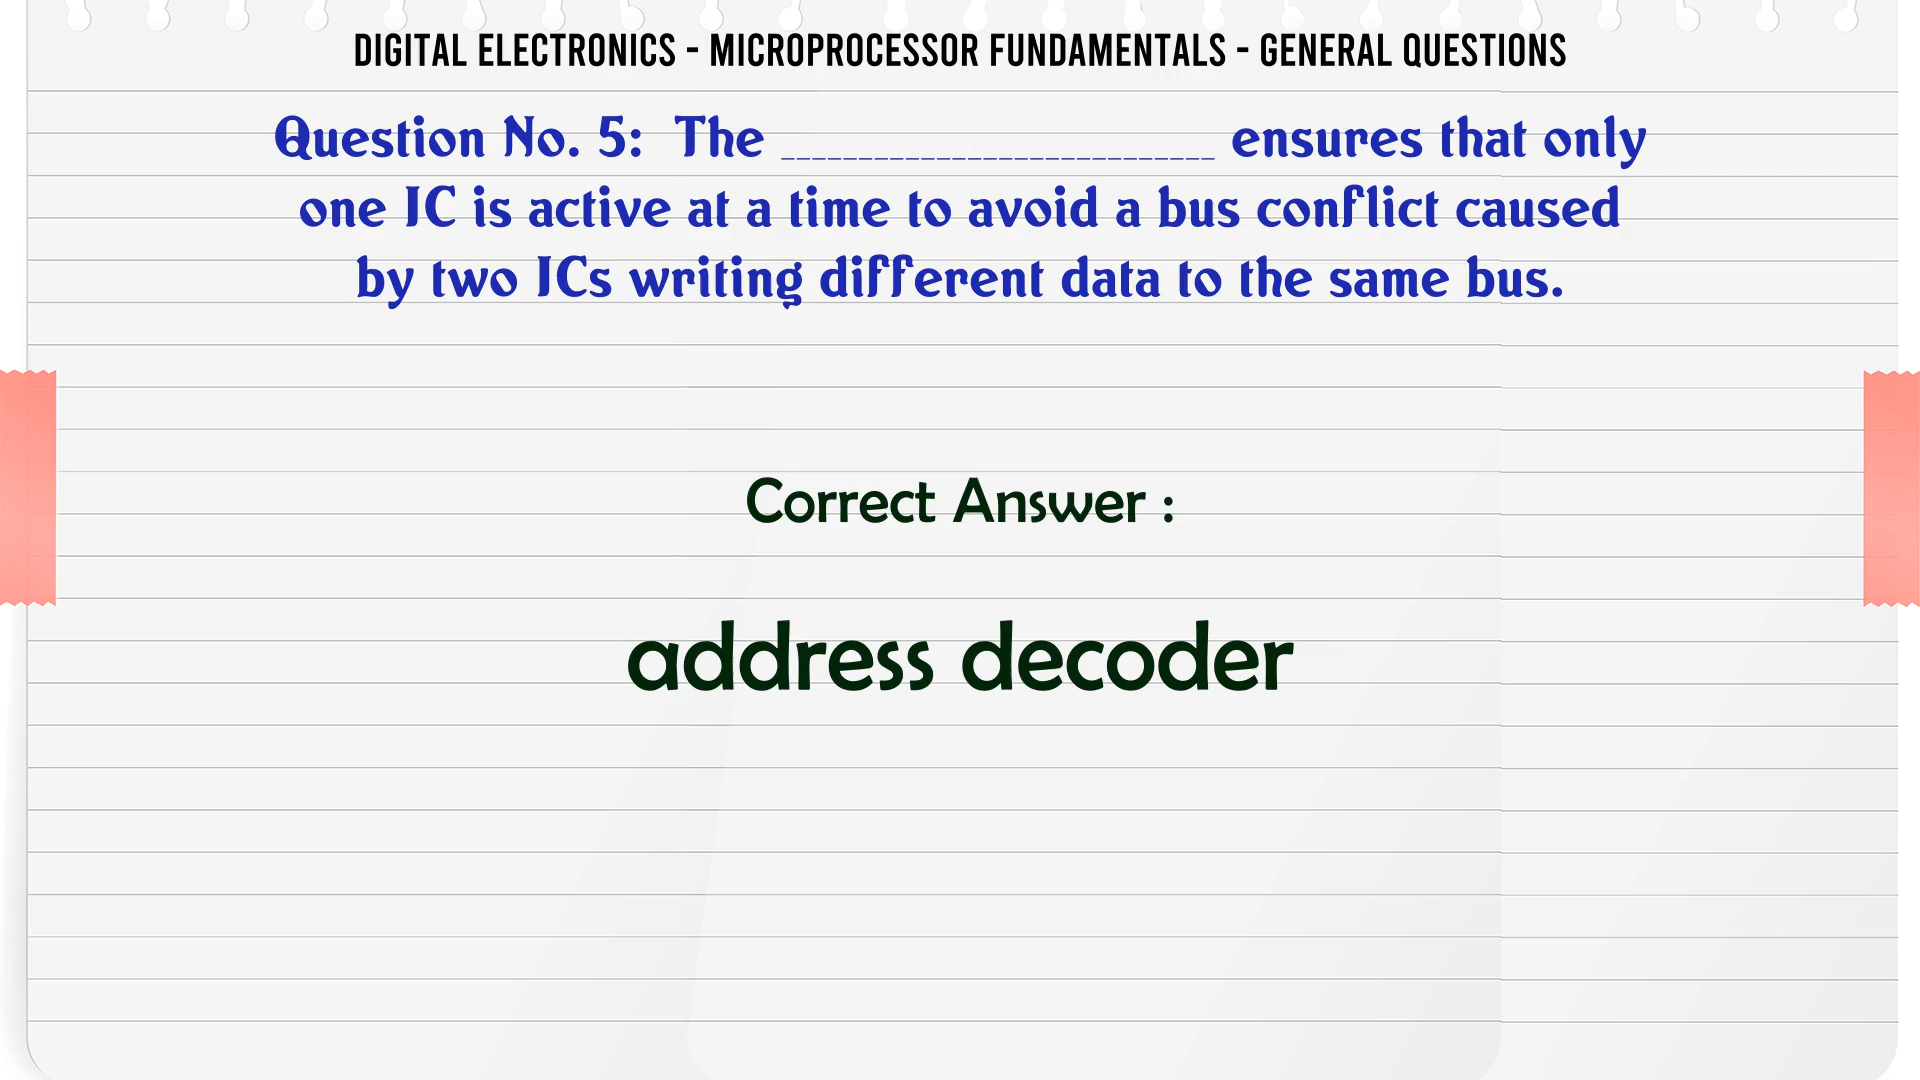 DIGITAL ELECTRONICS - MICROPROCESSOR FUNDAMENTALS - GENERAL QUESTIONS
Question No. 5: The ____________________________ ensures that only
one IC is active at a time to avoid a bus conflict caused
by two ICs writing different data to the same bus.
Correct Answer :
address decoder